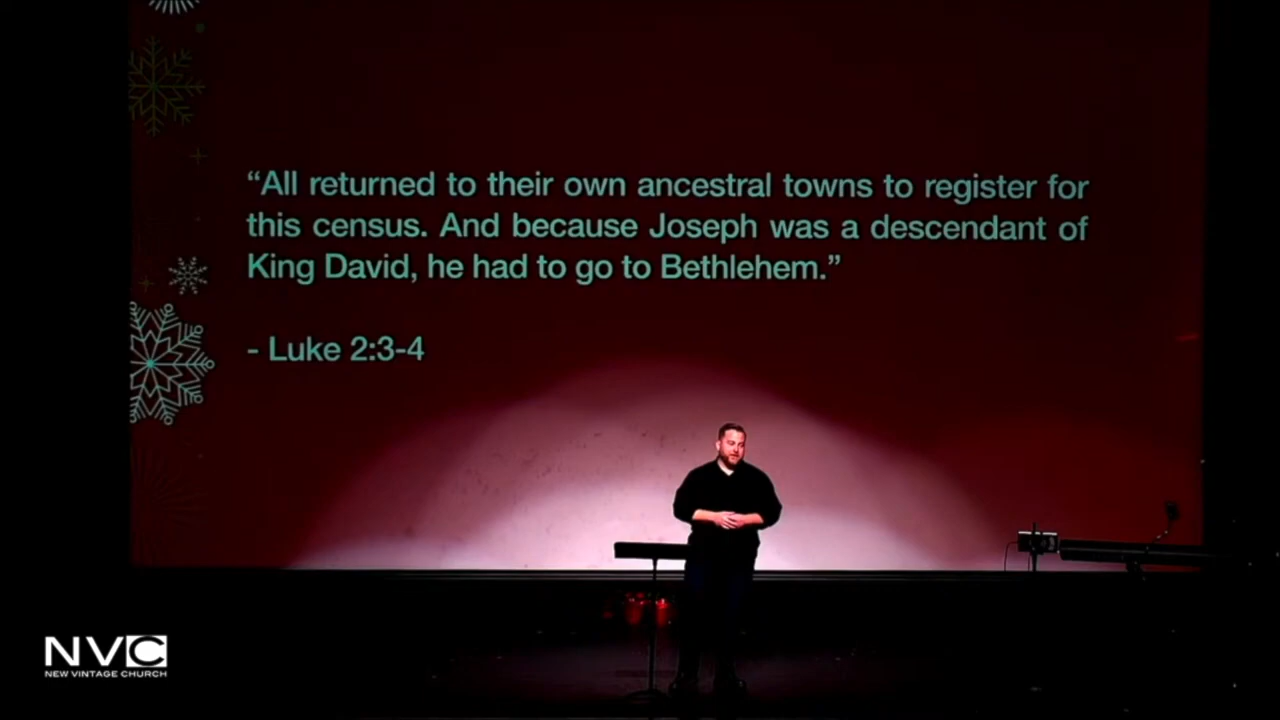 “All returned to their own ancestral towns to register for
this census. And because Joseph was a descendant of
King David, he had to go to Bethlehem.”
- Luke 2:3-4
NVC
NEW VINTAGE CHURCH